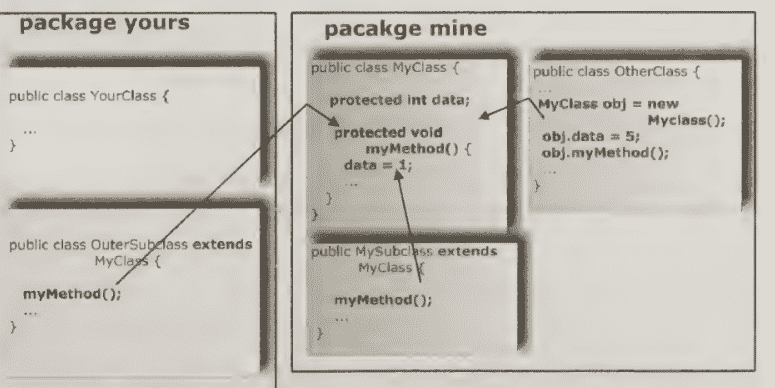 package yours
public class YourClass {
...
}
public class OuterSubclass extends
MyClass {
myMethod();
...
}
pacakge mine
public class MyClass {
protected int data;
protected void
myMethod() {
data = 1;
...
}
}
public MySubclass extends
MyClass {
myMethod();
...
}
public class OtherClass {
...
MyClass obj = new
Myclass();
obj.data = 5;
obj.myMethod();
...
}